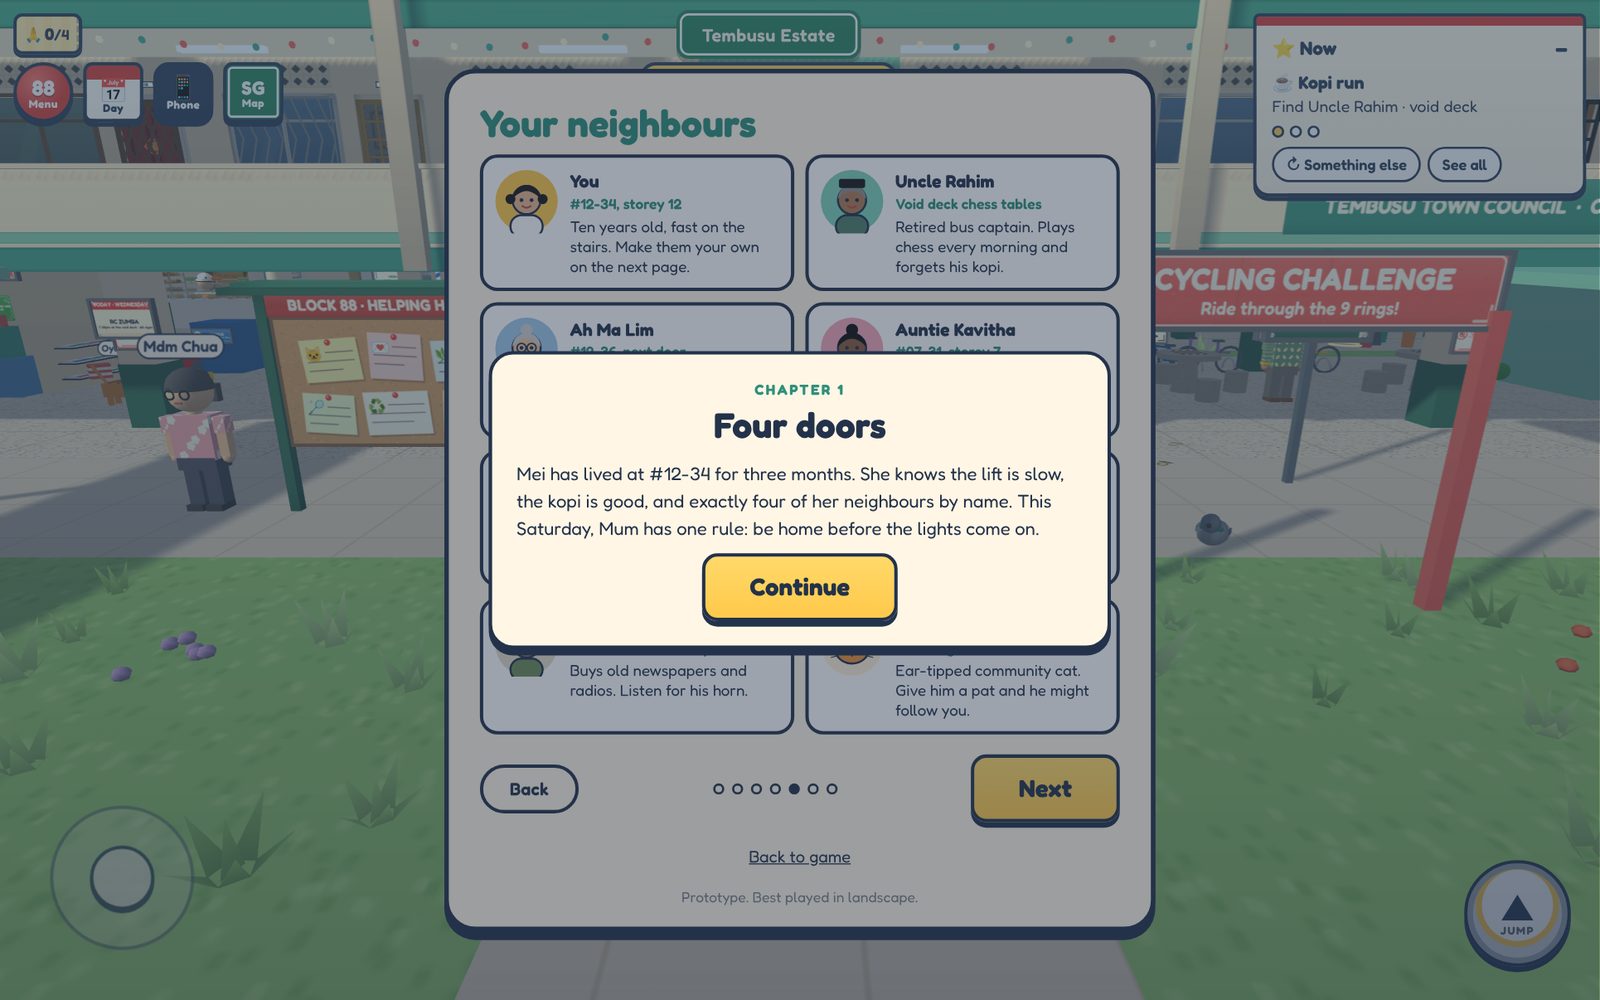 0/4
Tembusu Estate
88
Menu
July
17
Day
Phone
SG
Map
Now
Kopi run
Find Uncle Rahim · void deck
Something else
See all
TEMBUSU TOWN COUNCIL ·
CYCLING CHALLENGE
Ride through the 9 rings!
TODAY · WEDNESDAY
RC ZUMBA
Mdm Chua
BLOCK 88 · HELPING H
Your neighbours
You
#12-34, storey 12
Ten years old, fast on the
stairs. Make them your own
on the next page.
Uncle Rahim
Void deck chess tables
Retired bus captain. Plays
chess every morning and
forgets his kopi.
Ah Ma Lim
Auntie Kavitha
CHAPTER 1
Four doors
Mei has lived at #12-34 for three months. She knows the lift is slow,
the kopi is good, and exactly four of her neighbours by name. This
Saturday, Mum has one rule: be home before the lights come on.
Continue
Buys old newspapers and
radios. Listen for his horn.
Ear-tipped community cat.
Give him a pat and he might
follow you.
Back
Next
Back to game
Prototype. Best played in landscape.
JUMP